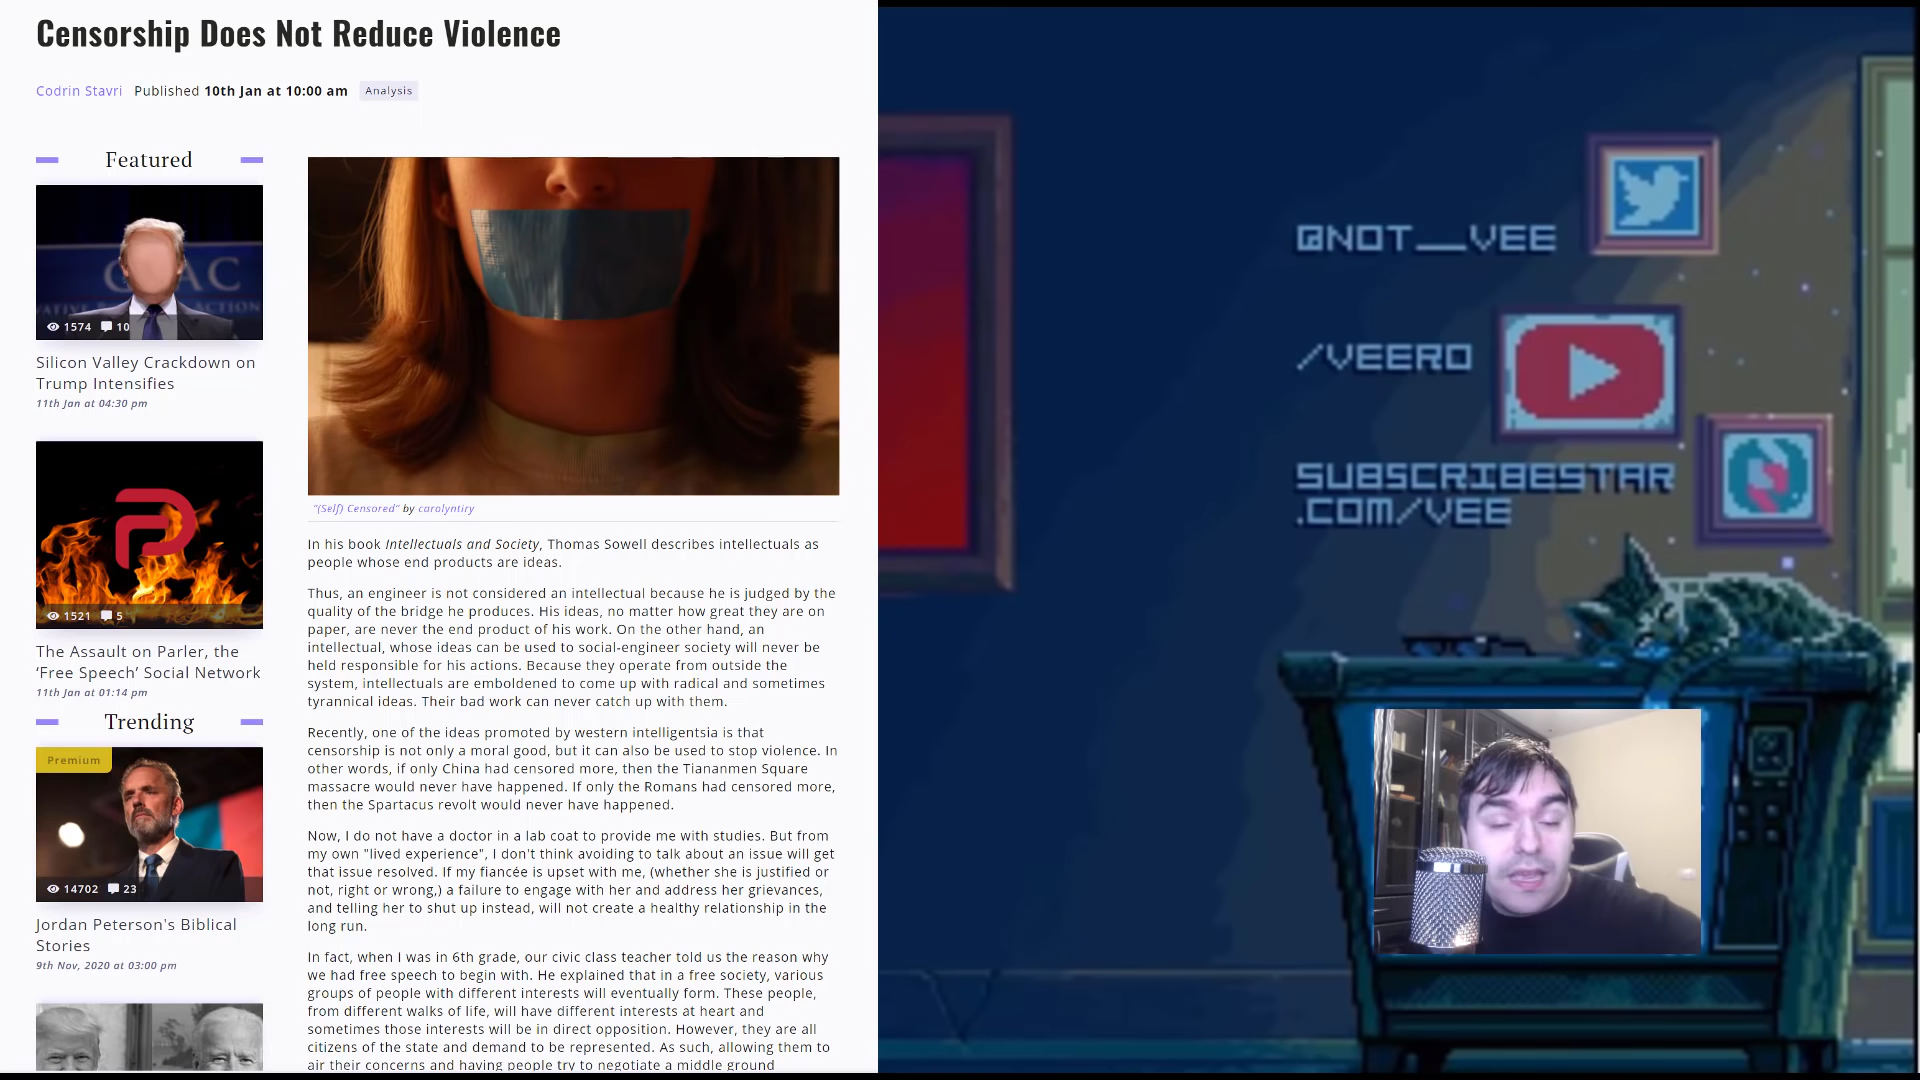 Censorship Does Not Reduce Violence
Codrin Stavri Published 10th Jan at 10:00 am Analysis
Featured
1574 10
Silicon Valley Crackdown on
Trump Intensifies
11th Jan at 04:30 pm
1521 5
The Assault on Parler, the
‘Free Speech’ Social Network
11th Jan at 01:14 pm
Trending
Premium
14702 23
Jordan Peterson's Biblical
Stories
9th Nov, 2020 at 03:00 pm
"(Self) Censored" by carolyntiry
In his book Intellectuals and Society, Thomas Sowell describes intellectuals as
people whose end products are ideas.
Thus, an engineer is not considered an intellectual because he is judged by the
quality of the bridge he produces. His ideas, no matter how great they are on
paper, are never the end product of his work. On the other hand, an
intellectual, whose ideas can be used to social-engineer society will never be
held responsible for his actions. Because they operate from outside the
system, intellectuals are emboldened to come up with radical and sometimes
tyrannical ideas. Their bad work can never catch up with them.
Recently, one of the ideas promoted by western intelligentsia is that
censorship is not only a moral good, but it can also be used to stop violence. In
other words, if only China had censored more, then the Tiananmen Square
massacre would never have happened. If only the Romans had censored more,
then the Spartacus revolt would never have happened.
Now, I do not have a doctor in a lab coat to provide me with studies. But from
my own "lived experience", I don't think avoiding to talk about an issue will get
that issue resolved. If my fiancée is upset with me, (whether she is justified or
not, right or wrong,) a failure to engage with her and address her grievances,
and telling her to shut up instead, will not create a healthy relationship in the
long run.
In fact, when I was in 6th grade, our civic class teacher told us the reason why
we had free speech to begin with. He explained that in a free society, various
groups of people with different interests will eventually form. These people,
from different walks of life, will have different interests at heart and
sometimes those interests will be in direct opposition. However, they are all
citizens of the state and demand to be represented. As such, allowing them to
air their concerns and having people try to negotiate a middle ground
@NOT__VEE
/VEERO
SUBSCRIBESTAR
.COM/VEE